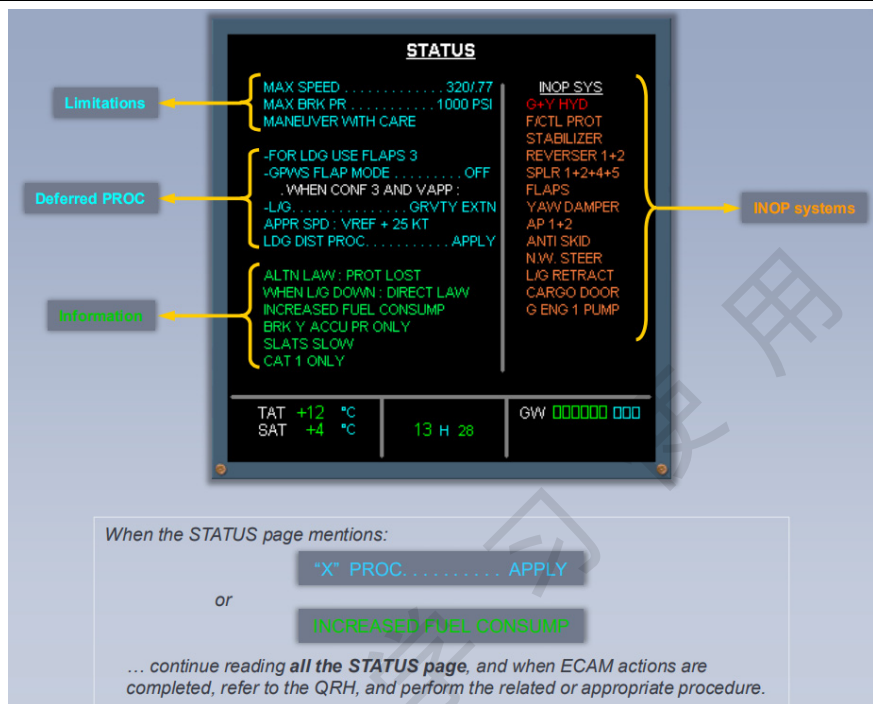 STATUS
Limitations
MAX SPEED . . . . . . . . . . . . . 320/.77
MAX BRK PR . . . . . . . . . . . 1000 PSI
MANEUVER WITH CARE
Deferred PROC
-FOR LDG USE FLAPS 3
-GPWS FLAP MODE . . . . . . . . . OFF
. WHEN CONF 3 AND VAPP :
-L/G. . . . . . . . . . . . . . . GRVTY EXTN
APPR SPD : VREF + 25 KT
LDG DIST PROC. . . . . . . . . . . APPLY
Information
ALTN LAW : PROT LOST
WHEN L/G DOWN : DIRECT LAW
INCREASED FUEL CONSUMP
BRK Y ACCU PR ONLY
SLATS SLOW
CAT 1 ONLY
INOP SYS
G+Y HYD
F/CTL PROT
STABILIZER
REVERSER 1+2
SPLR 1+2+4+5
FLAPS
YAW DAMPER
AP 1+2
ANTI SKID
N.W. STEER
L/G RETRACT
CARGO DOOR
G ENG 1 PUMP
INOP systems
TAT +12 °C
SAT +4 °C
13 H 28
GW
When the STATUS page mentions:
"X" PROC. . . . . . . . . . APPLY
or
INCREASED FUEL CONSUMP
… continue reading all the STATUS page, and when ECAM actions are
completed, refer to the QRH, and perform the related or appropriate procedure.
学习使用